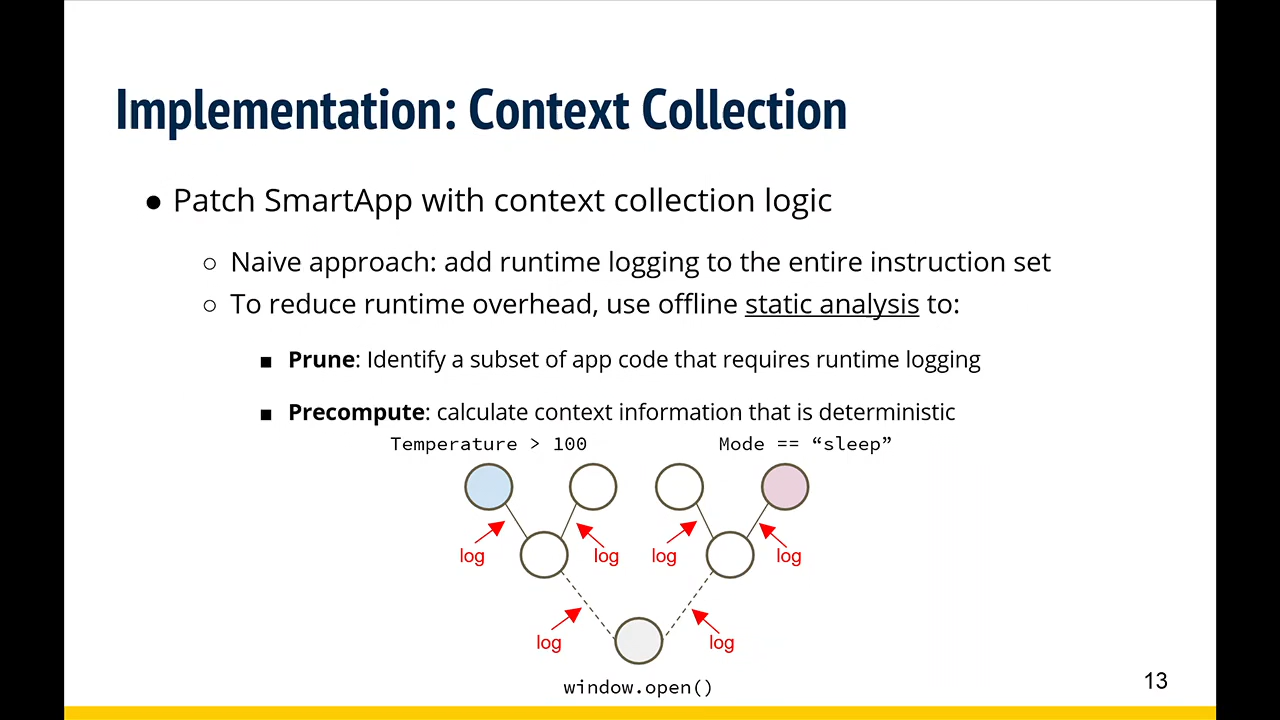 Implementation: Context Collection
● Patch SmartApp with context collection logic
○ Naive approach: add runtime logging to the entire instruction set
○ To reduce runtime overhead, use offline static analysis to:
■ Prune: Identify a subset of app code that requires runtime logging
■ Precompute: calculate context information that is deterministic
Temperature > 100
Mode == “sleep”
log
log
log
log
log
log
window.open()
13